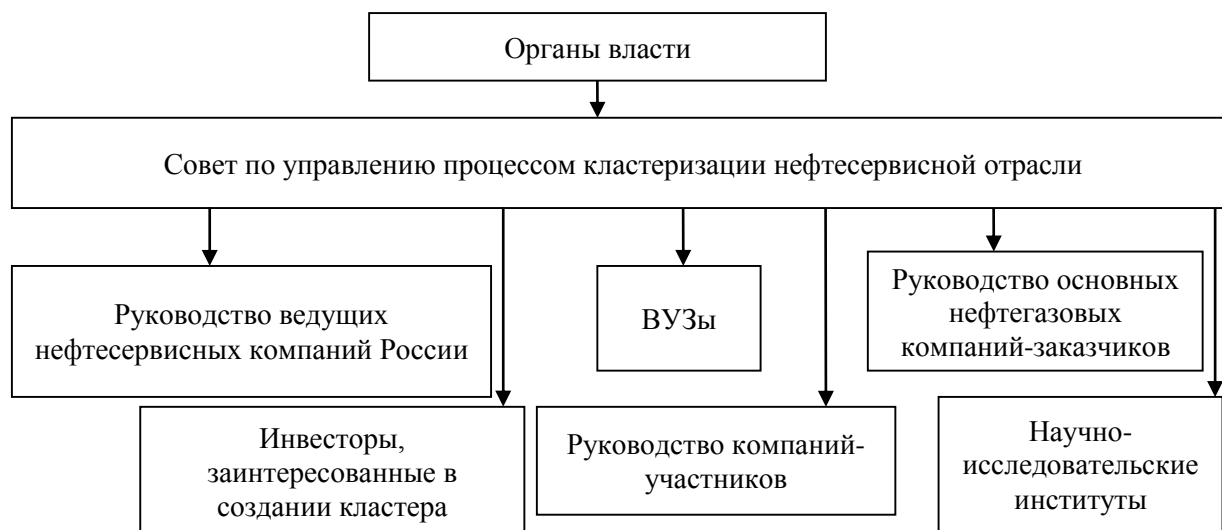 Органы власти
Совет по управлению процессом кластеризации нефтесервисной отрасли
Руководство ведущих
нефтесервисных компаний России
ВУЗы
Руководство основных
нефтегазовых
компаний-заказчиков
Инвесторы,
заинтересованные в
создании кластера
Руководство компаний-
участников
Научно-
исследовательские
институты